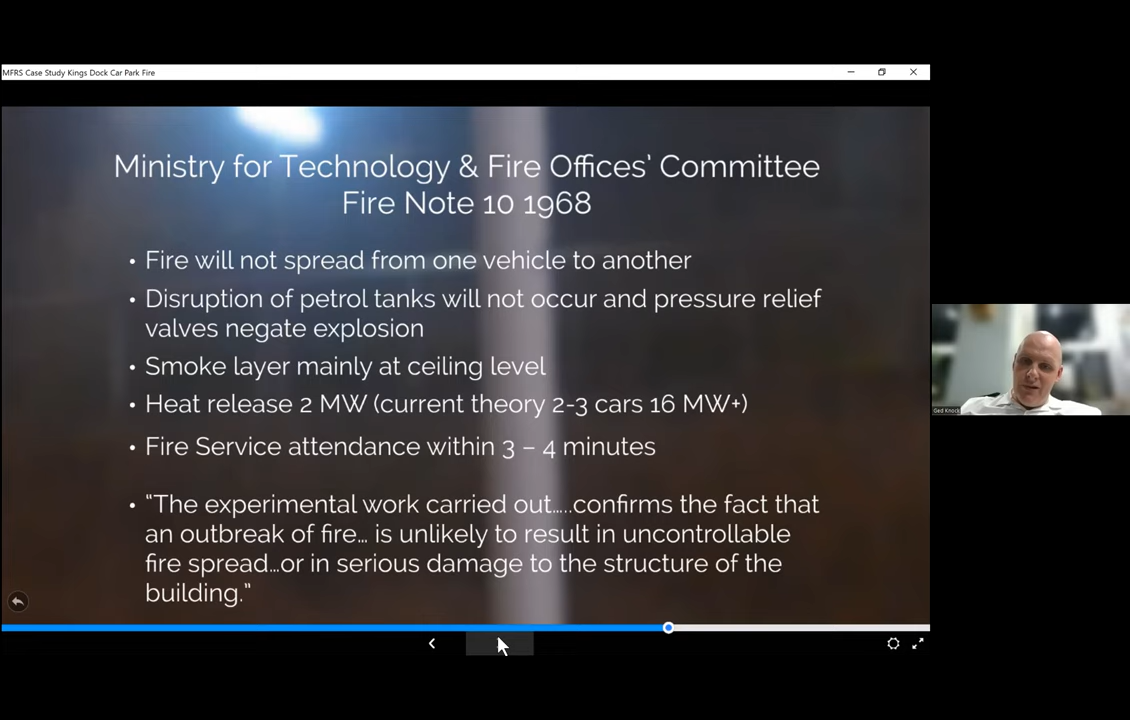 MFRS Case Study Kings Dock Car Park Fire
Ministry for Technology & Fire Offices' Committee
Fire Note 10 1968
• Fire will not spread from one vehicle to another
• Disruption of petrol tanks will not occur and pressure relief
valves negate explosion
• Smoke layer mainly at ceiling level
• Heat release 2 MW (current theory 2-3 cars 16 MW+)
• Fire Service attendance within 3 – 4 minutes
• "The experimental work carried out.....confirms the fact that
an outbreak of fire... is unlikely to result in uncontrollable
fire spread...or in serious damage to the structure of the
building."
Ged Knock